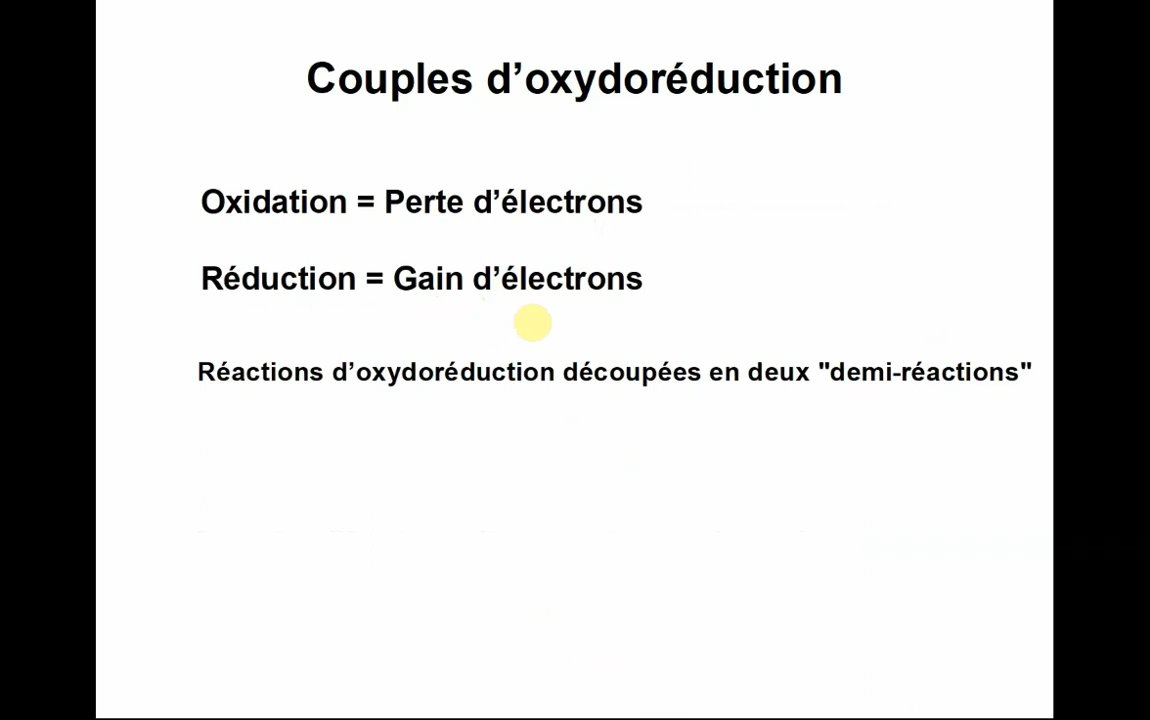 Couples d’oxydoréduction
Oxidation = Perte d’électrons
Réduction = Gain d’électrons
Réactions d’oxydoréduction découpées en deux "demi-réactions"